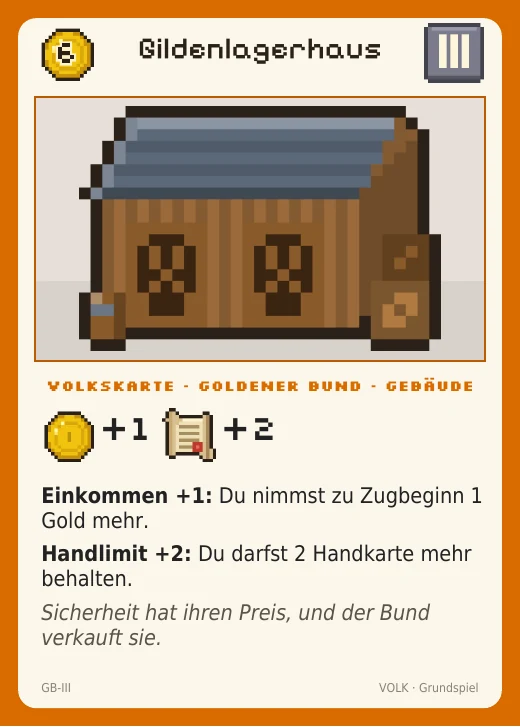 6 Gildenlagerhaus III
VOLKSKARTE - GOLDENER BUND - GEBÄUDE
+1 +2
Einkommen +1: Du nimmst zu Zugbeginn 1
Gold mehr.
Handlimit +2: Du darfst 2 Handkarte mehr
behalten.
Sicherheit hat ihren Preis, und der Bund
verkauft sie.
GB-III VOLK · Grundspiel